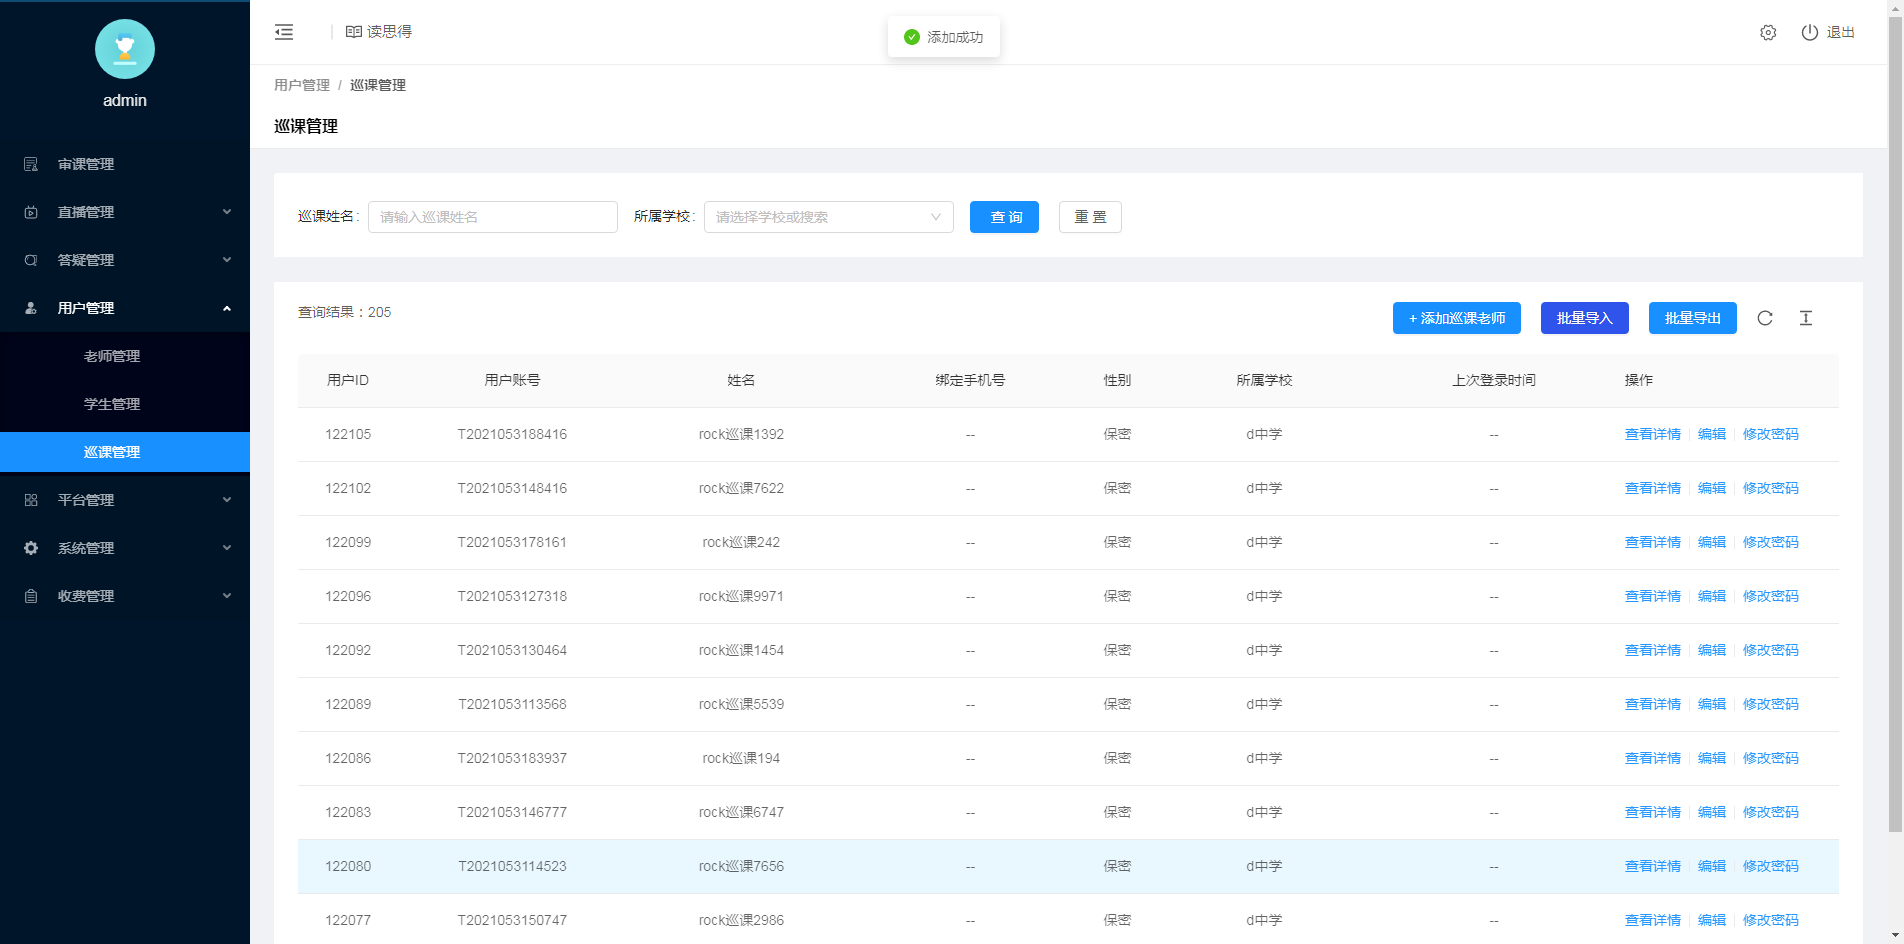 admin
审课管理
直播管理
答疑管理
用户管理
老师管理
学生管理
巡课管理
平台管理
系统管理
收费管理
读思得
添加成功
退出
用户管理 / 巡课管理
巡课管理
巡课姓名: 请输入巡课姓名 所属学校: 请选择学校或搜索 查 询 重 置
查询结果：205
+ 添加巡课老师 批量导入 批量导出
用户ID 用户账号 姓名 绑定手机号 性别 所属学校 上次登录时间 操作
122105 T2021053188416 rock巡课1392 -- 保密 d中学 -- 查看详情 编辑 修改密码
122102 T2021053148416 rock巡课7622 -- 保密 d中学 -- 查看详情 编辑 修改密码
122099 T2021053178161 rock巡课242 -- 保密 d中学 -- 查看详情 编辑 修改密码
122096 T2021053127318 rock巡课9971 -- 保密 d中学 -- 查看详情 编辑 修改密码
122092 T2021053130464 rock巡课1454 -- 保密 d中学 -- 查看详情 编辑 修改密码
122089 T2021053113568 rock巡课5539 -- 保密 d中学 -- 查看详情 编辑 修改密码
122086 T2021053183937 rock巡课194 -- 保密 d中学 -- 查看详情 编辑 修改密码
122083 T2021053146777 rock巡课6747 -- 保密 d中学 -- 查看详情 编辑 修改密码
122080 T2021053114523 rock巡课7656 -- 保密 d中学 -- 查看详情 编辑 修改密码
122077 T2021053150747 rock巡课2986 -- 保密 d中学 -- 查看详情 编辑 修改密码